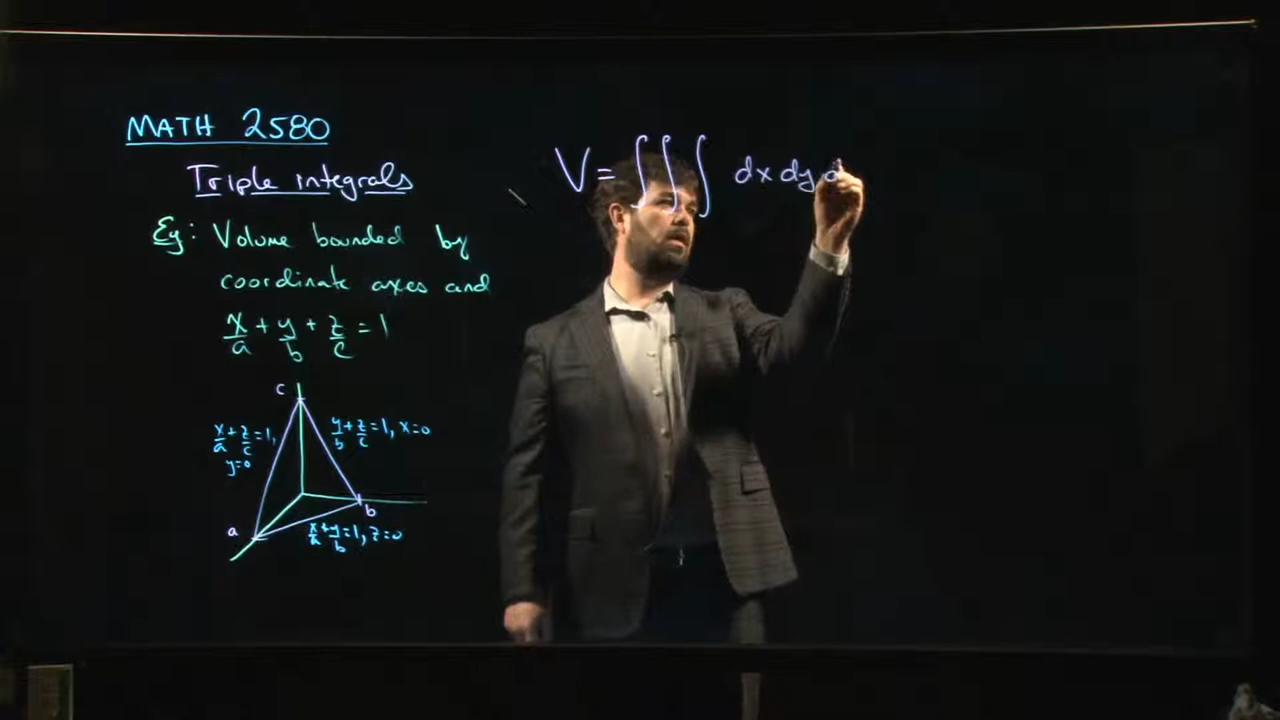 MATH 2580
Triple integrals
Eg: Volume bounded by
coordinate axes and
x/a + y/b + z/c = 1
c
x/a + z/c = 1,
y=0
y/b + z/c = 1, x=0
a
b
x/a + y/b = 1, z=0
V = ∫∫∫ dx dy d